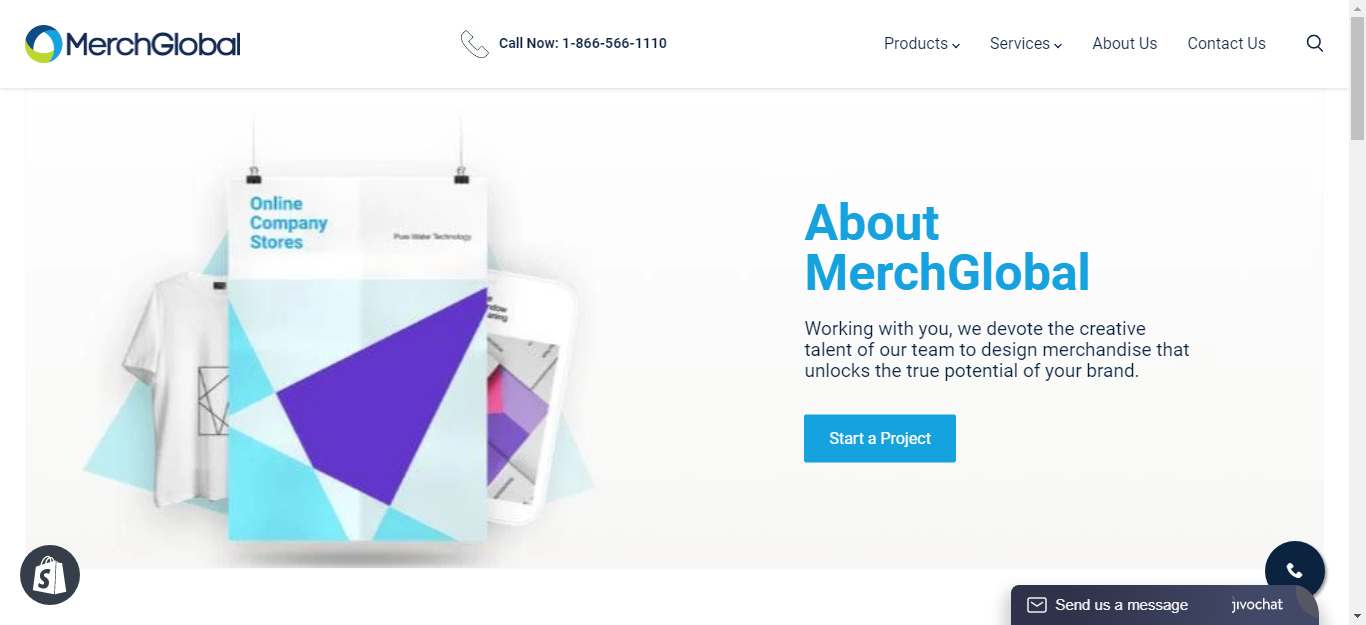 MerchGlobal
Call Now: 1-866-566-1110
Products
Services
About Us
Contact Us
Online
Company
Stores
Pure Water Technology
About
MerchGlobal
Working with you, we devote the creative
talent of our team to design merchandise that
unlocks the true potential of your brand.
Start a Project
Send us a message
jivochat